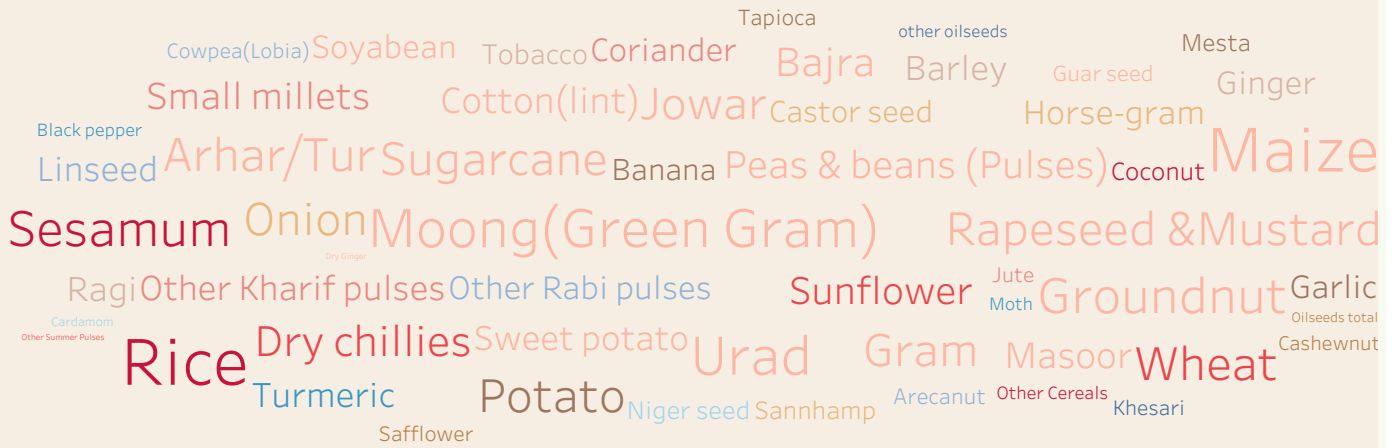 Tapioca
other oilseeds
Cowpea(Lobia) Soyabean Tobacco Coriander Mesta
Bajra Barley Guar seed Ginger
Small millets Cotton(lint) Jowar Castor seed Horse-gram
Black pepper
Linseed Arhar/Tur Sugarcane Banana Peas & beans (Pulses) Coconut Maize
Sesamum Onion Moong(Green Gram) Rapeseed &Mustard
Dry Ginger
Ragi Other Kharif pulses Other Rabi pulses Sunflower Jute Groundnut Garlic
Moth
Cardamom Oilseeds total
Other Summer Pulses
Rice Dry chillies Sweet potato Urad Gram Masoor Wheat Cashewnut
Turmeric Potato Niger seed Sannhamp Arecanut Other Cereals Khesari
Safflower